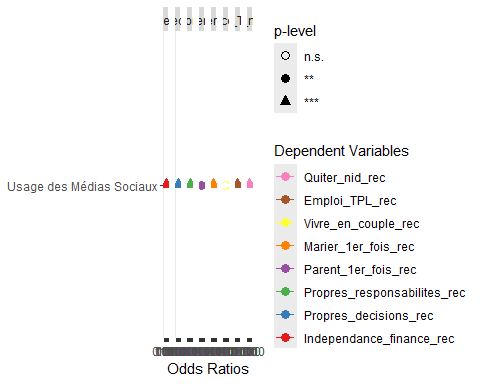 p-level
n.s.
**
***
Usage des Médias Sociaux
Dependent Variables
Quiter_nid_rec
Emploi_TPL_rec
Vivre_en_couple_rec
Marier_1er_fois_rec
Parent_1er_fois_rec
Propres_responsabilites_rec
Propres_decisions_rec
Independance_finance_rec
Odds Ratios